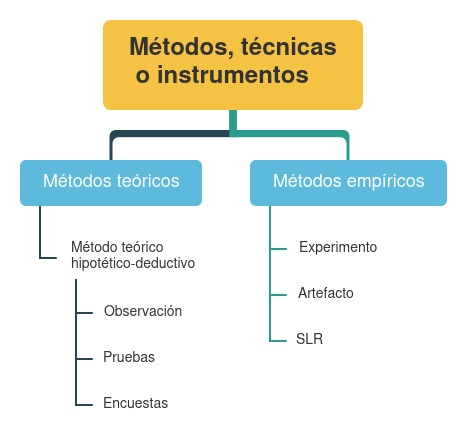 Métodos, técnicas
o instrumentos
Métodos teóricos
Método teórico
hipotético-deductivo
Observación
Pruebas
Encuestas
Métodos empíricos
Experimento
Artefacto
SLR